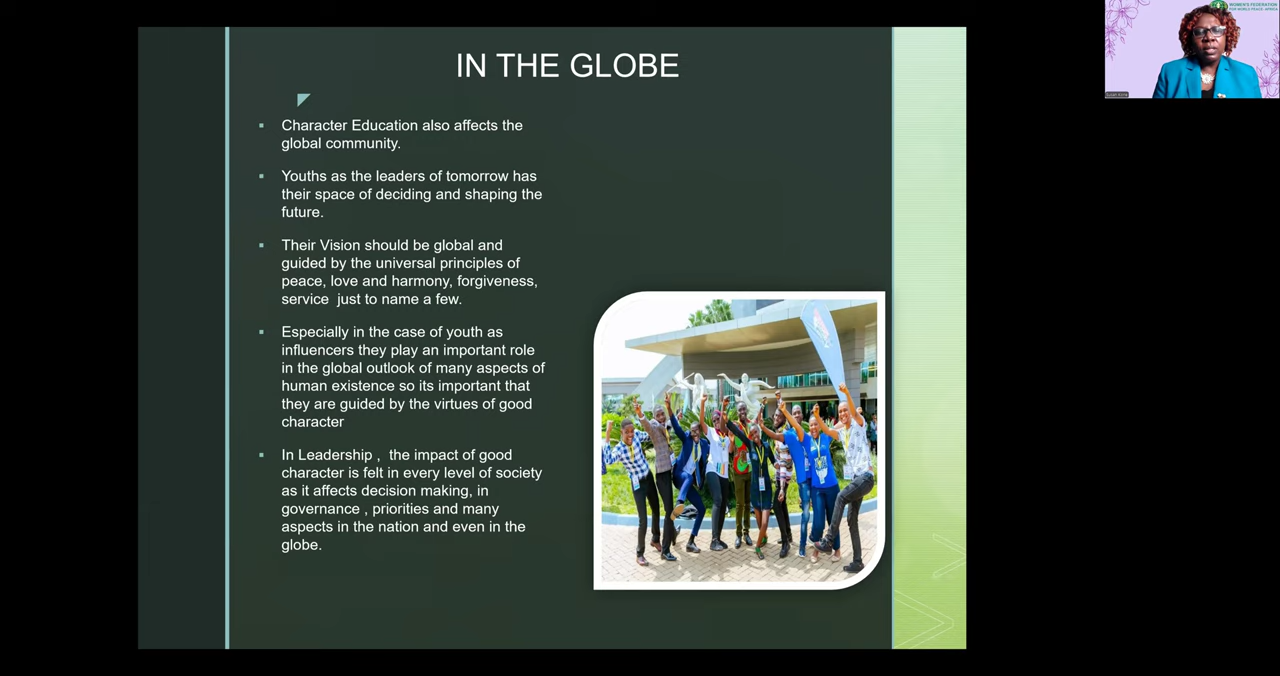 IN THE GLOBE
Character Education also affects the
global community.
Youths as the leaders of tomorrow has
their space of deciding and shaping the
future.
Their Vision should be global and
guided by the universal principles of
peace, love and harmony, forgiveness,
service just to name a few.
Especially in the case of youth as
influencers they play an important role
in the global outlook of many aspects of
human existence so its important that
they are guided by the virtues of good
character
In Leadership , the impact of good
character is felt in every level of society
as it affects decision making, in
governance , priorities and many
aspects in the nation and even in the
globe.
WOMEN'S FEDERATION
FOR WORLD PEACE, AFRICA